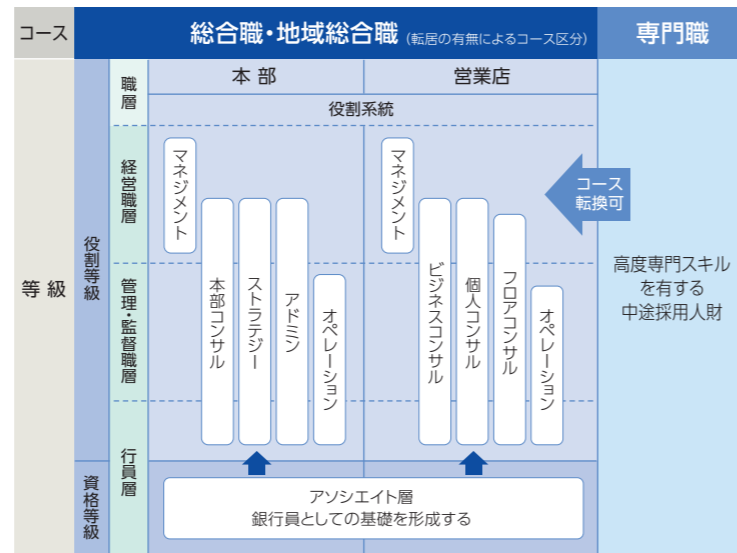 コース
総合職・地域総合職 (転居の有無によるコース区分)
専門職
等級
役割等級
資格等級
職層
経営職層
管理・監督職層
行員層
本部
営業店
役割系統
マネジメント
本部コンサル
ストラテジー
アドミン
オペレーション
マネジメント
ビジネスコンサル
個人コンサル
フロアコンサル
オペレーション
コース
転換可
高度専門スキル
を有する
中途採用人財
アソシエイト層
銀行員としての基礎を形成する